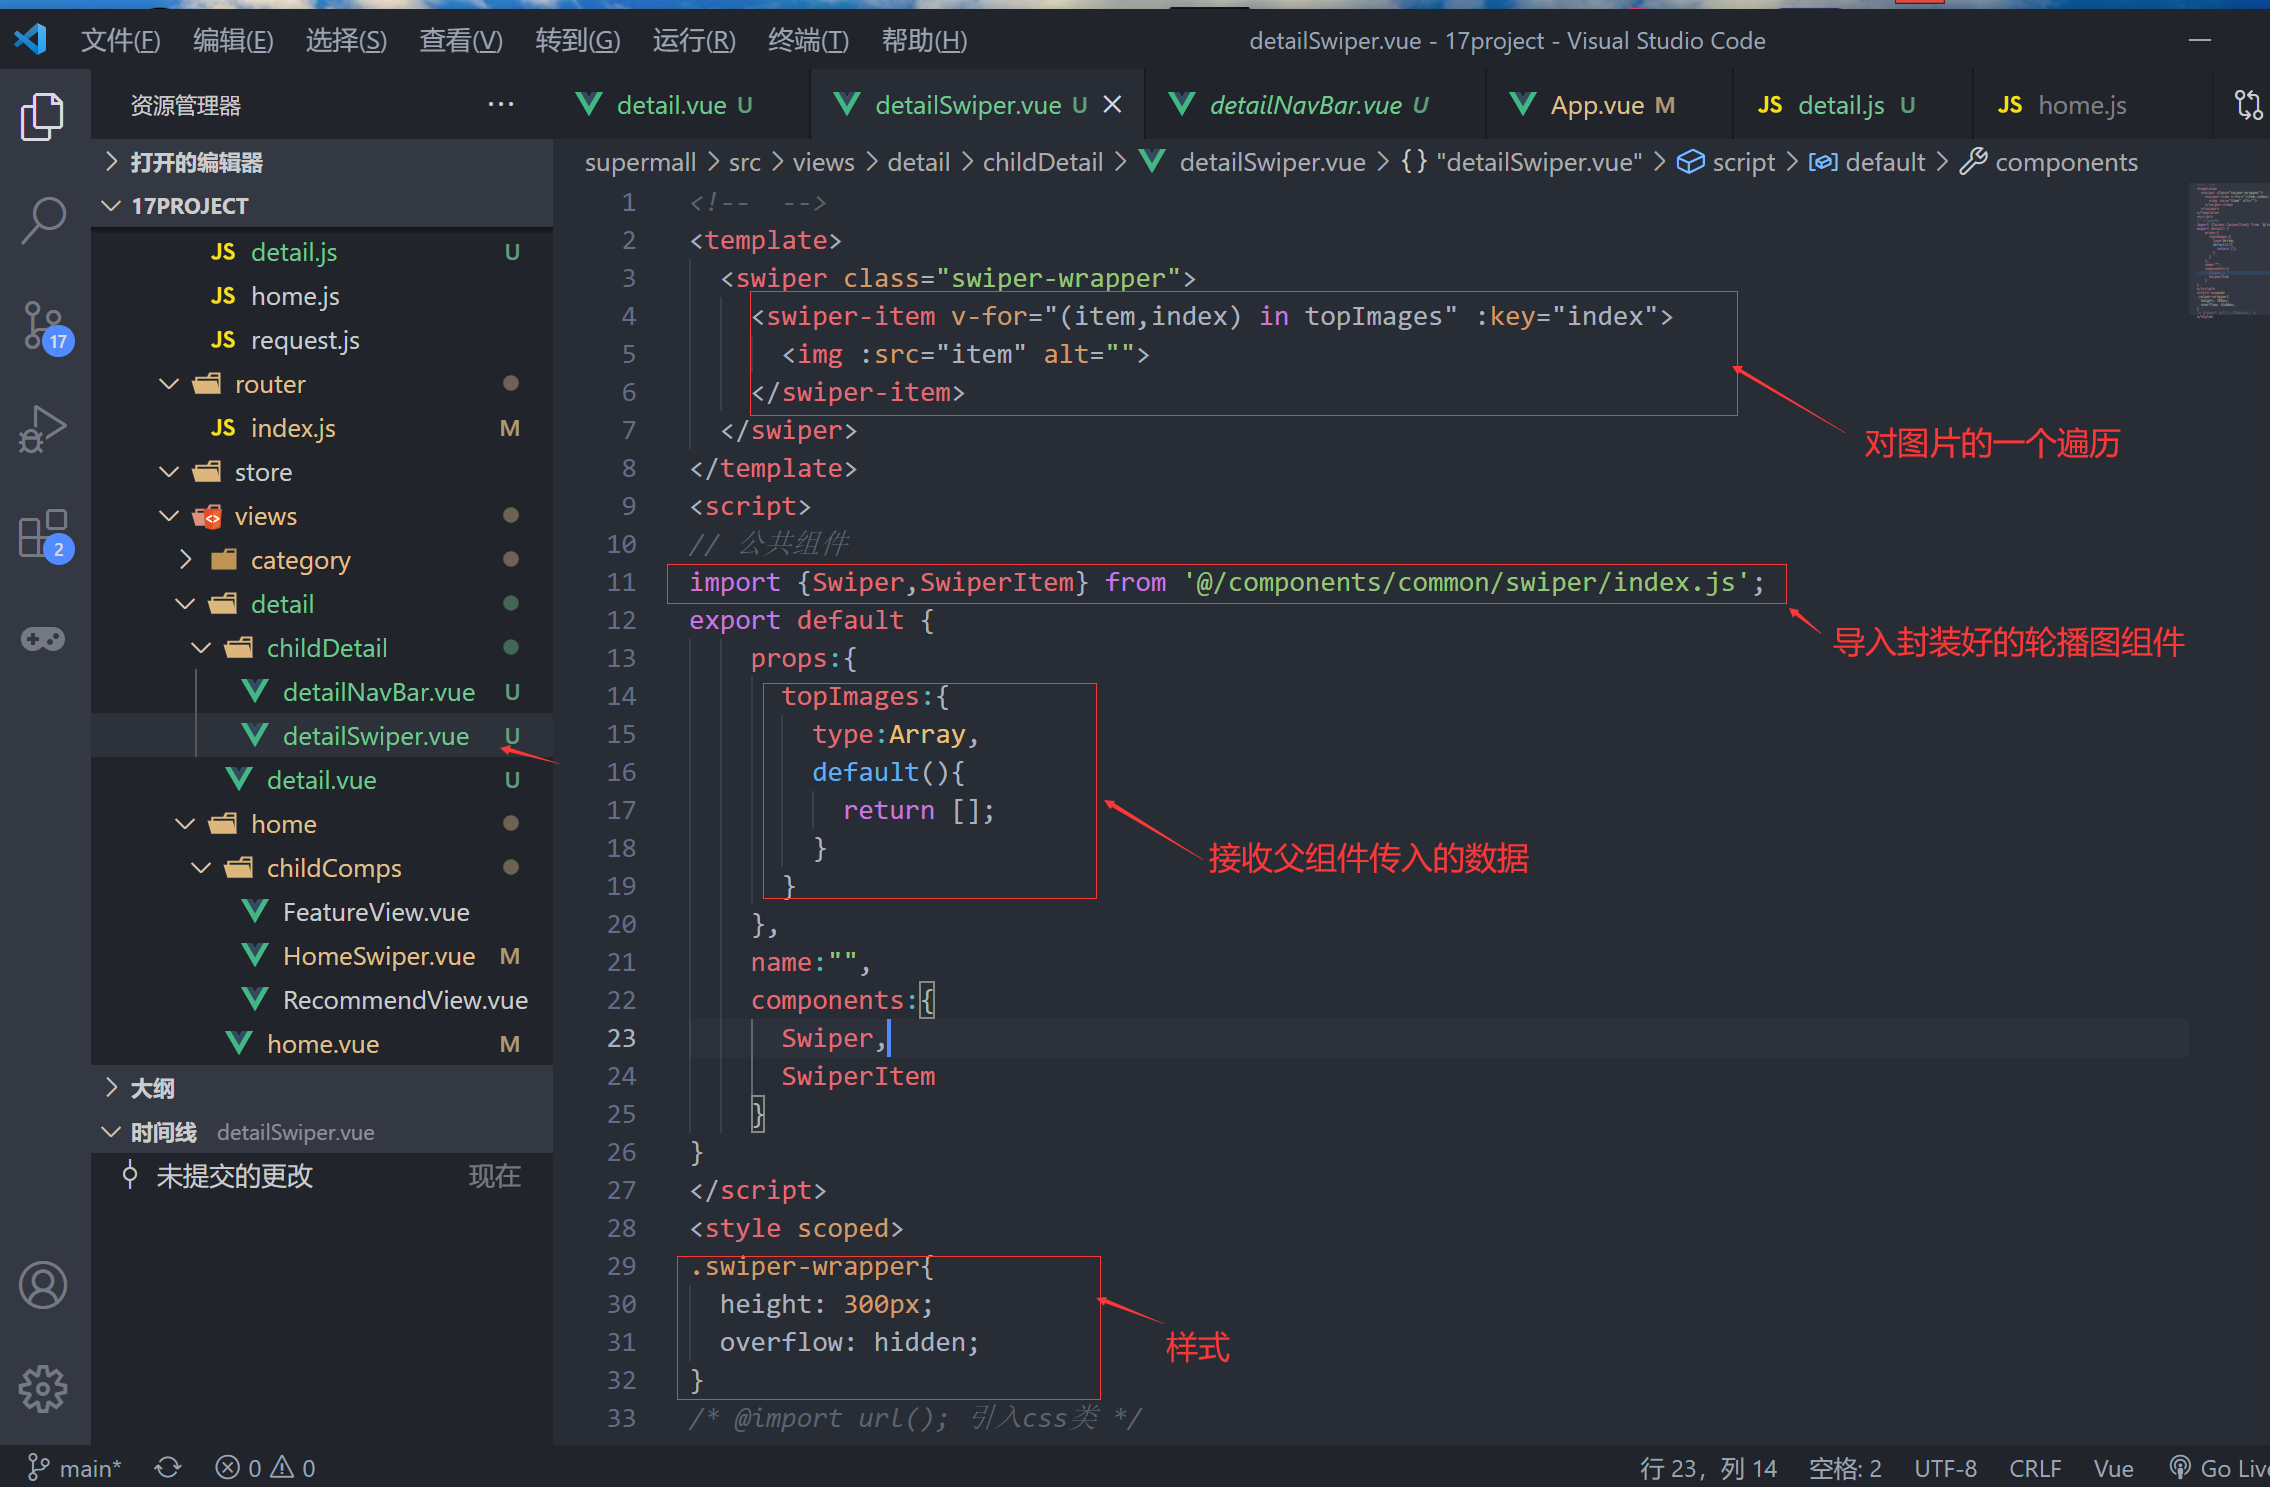 文件(F) 编辑(E) 选择(S) 查看(V) 转到(G) 运行(R) 终端(T) 帮助(H) detailSwiper.vue - 17project - Visual Studio Code
资源管理器 ···
detail.vue U detailSwiper.vue U detailNavBar.vue U App.vue M JS detail.js U JS home.js
supermall > src > views > detail > childDetail > detailSwiper.vue > {} "detailSwiper.vue" > script > default > components
打开的编辑器
17PROJECT
JS detail.js U
JS home.js
JS request.js
router
JS index.js M
store
views
category
detail
childDetail
detailNavBar.vue U
detailSwiper.vue U
detail.vue U
home
childComps
FeatureView.vue
HomeSwiper.vue M
RecommendView.vue
home.vue M
大纲
时间线 detailSwiper.vue
未提交的更改 现在
17
2
1 <!--  -->
2 <template>
3 <swiper class="swiper-wrapper">
4 <swiper-item v-for="(item,index) in topImages" :key="index">
5 <img :src="item" alt="">
6 </swiper-item>
7 </swiper>
8 </template>
9 <script>
10 // 公共组件
11 import {Swiper,SwiperItem} from '@/components/common/swiper/index.js';
12 export default {
13 props:{
14 topImages:{
15 type:Array,
16 default(){
17 return [];
18 }
19 }
20 },
21 name:"",
22 components:{
23 Swiper,
24 SwiperItem
25 }
26 }
27 </script>
28 <style scoped>
29 .swiper-wrapper{
30 height: 300px;
31 overflow: hidden;
32 }
33 /* @import url(); 引入css类 */
对图片的一个遍历
导入封装好的轮播图组件
接收父组件传入的数据
样式
main* 0 0 行 23，列 14 空格: 2 UTF-8 CRLF Vue Go Live